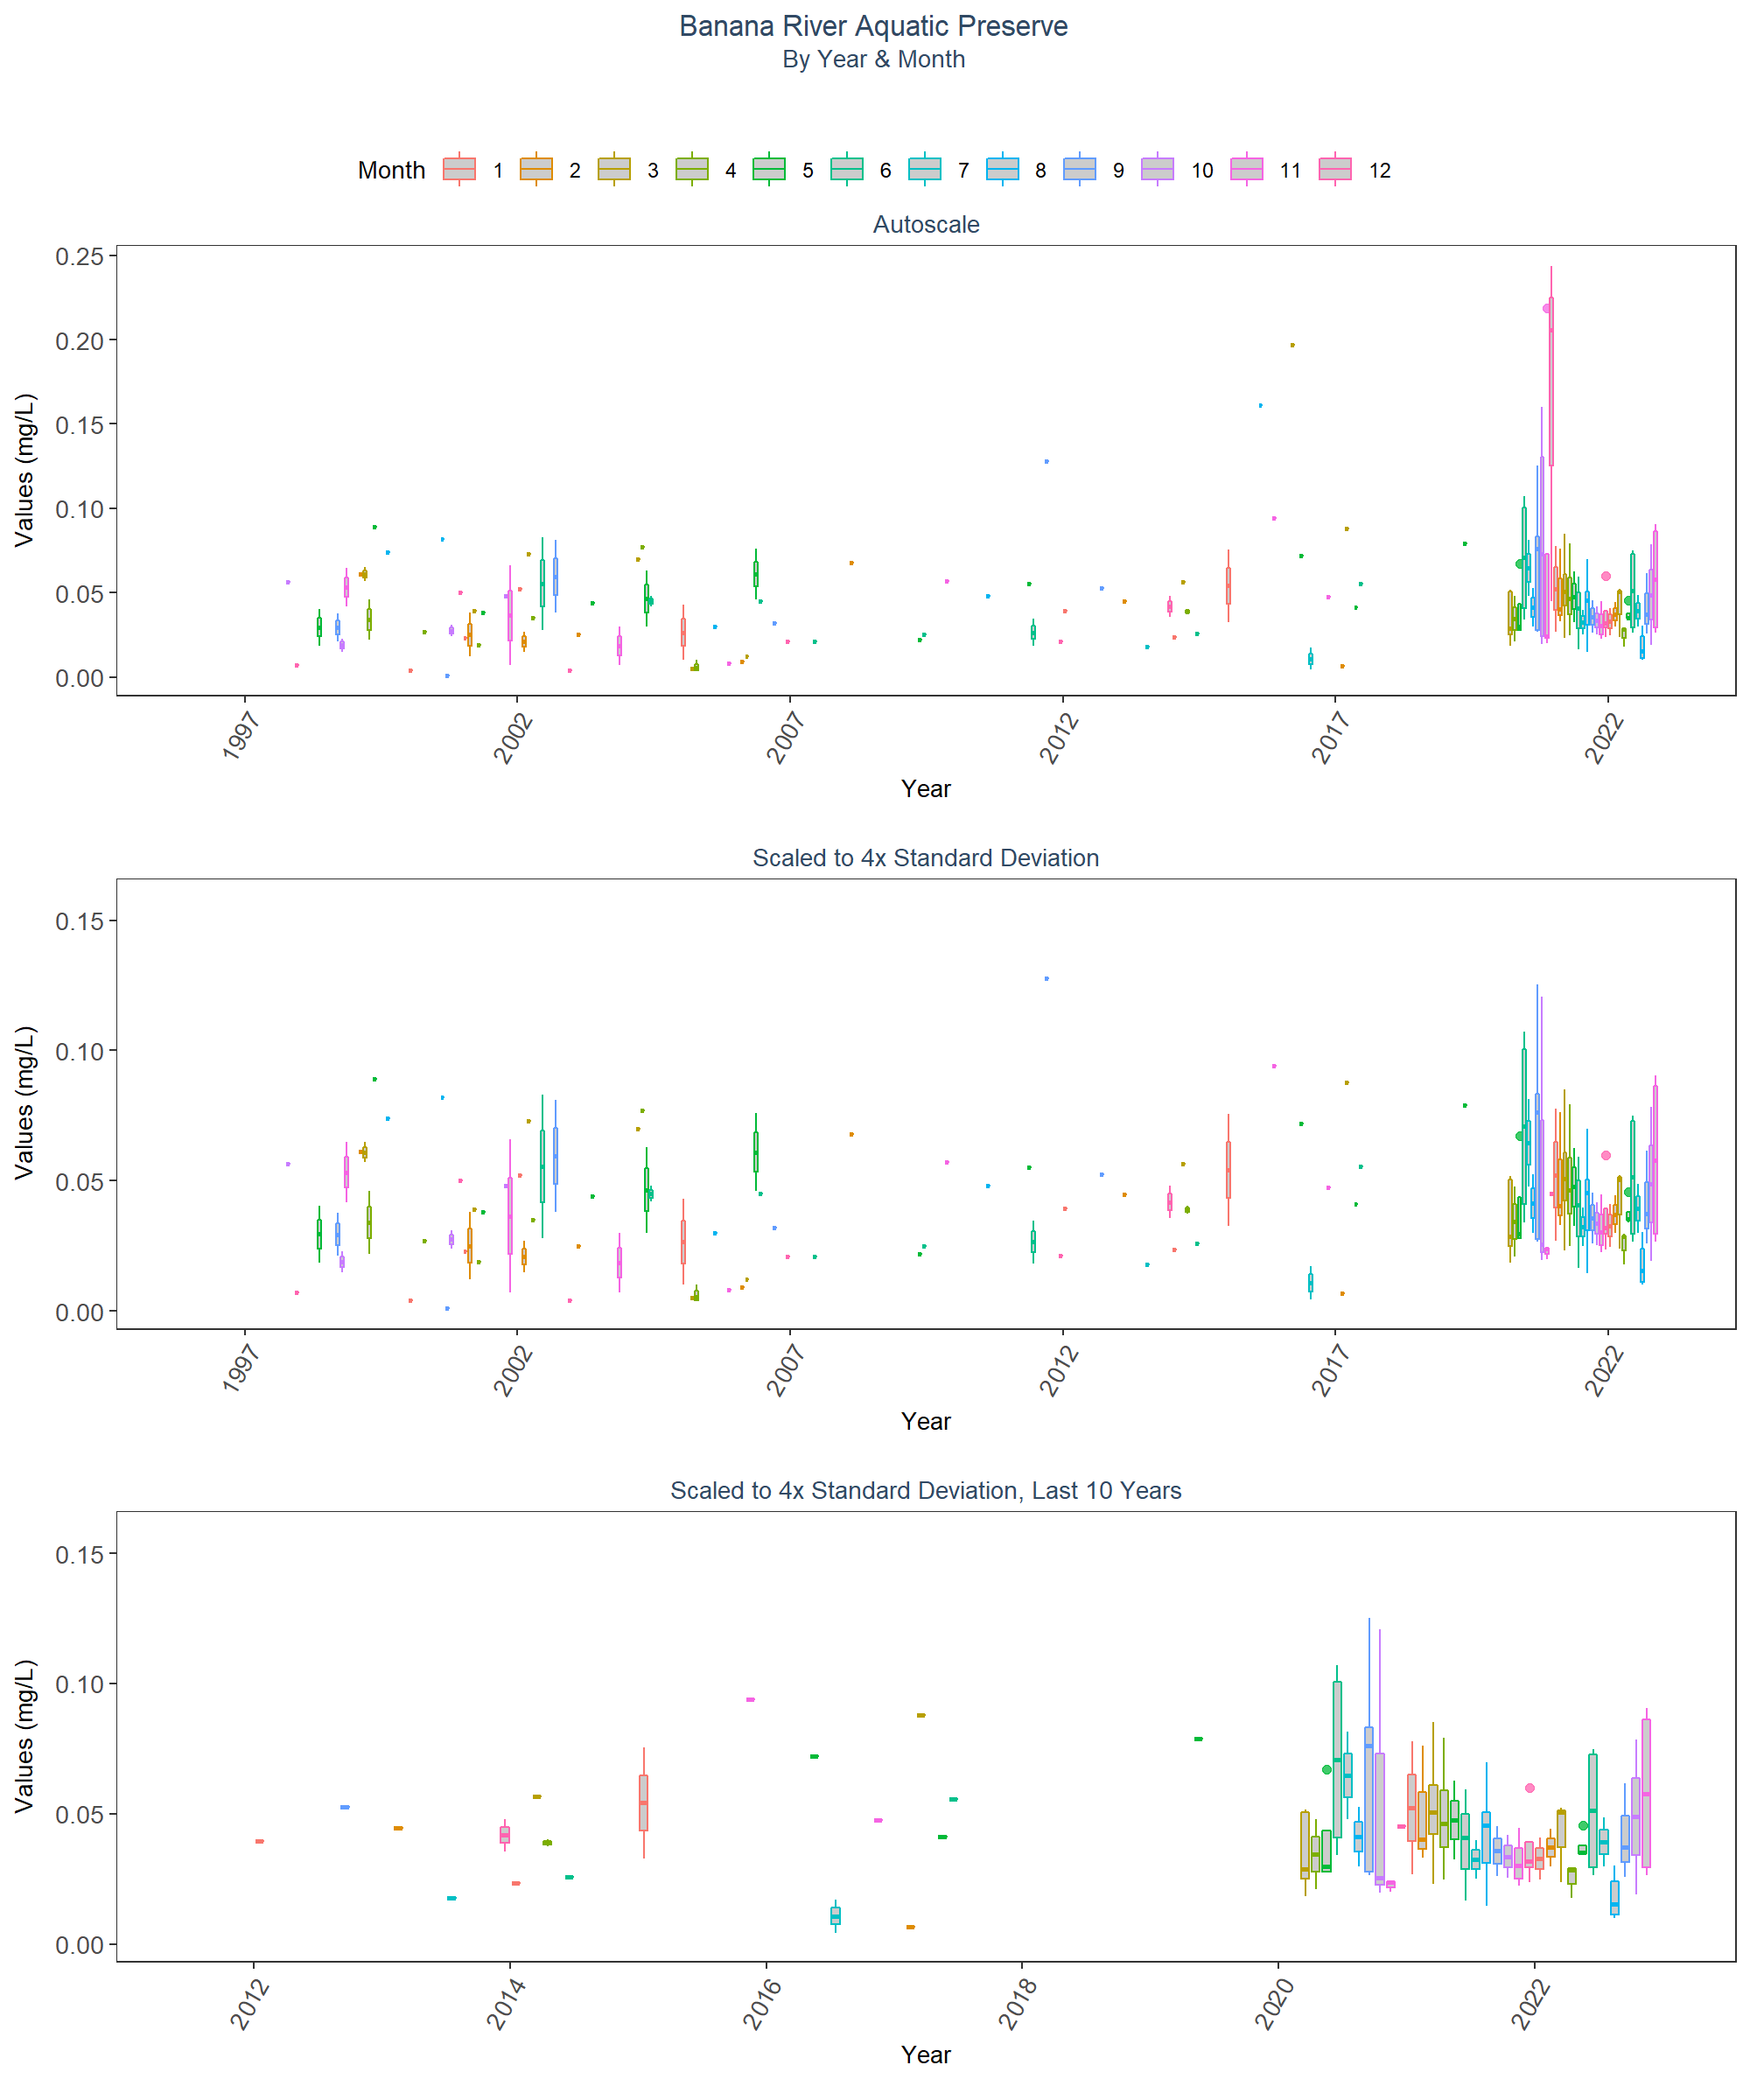 Banana River Aquatic Preserve
By Year & Month
Month 1 2 3 4 5 6 7 8 9 10 11 12
Autoscale
Values (mg/L)
0.25
0.20
0.15
0.10
0.05
0.00
1997 2002 2007 2012 2017 2022
Year
Scaled to 4x Standard Deviation
Values (mg/L)
0.15
0.10
0.05
0.00
1997 2002 2007 2012 2017 2022
Year
Scaled to 4x Standard Deviation, Last 10 Years
Values (mg/L)
0.15
0.10
0.05
0.00
2012 2014 2016 2018 2020 2022
Year